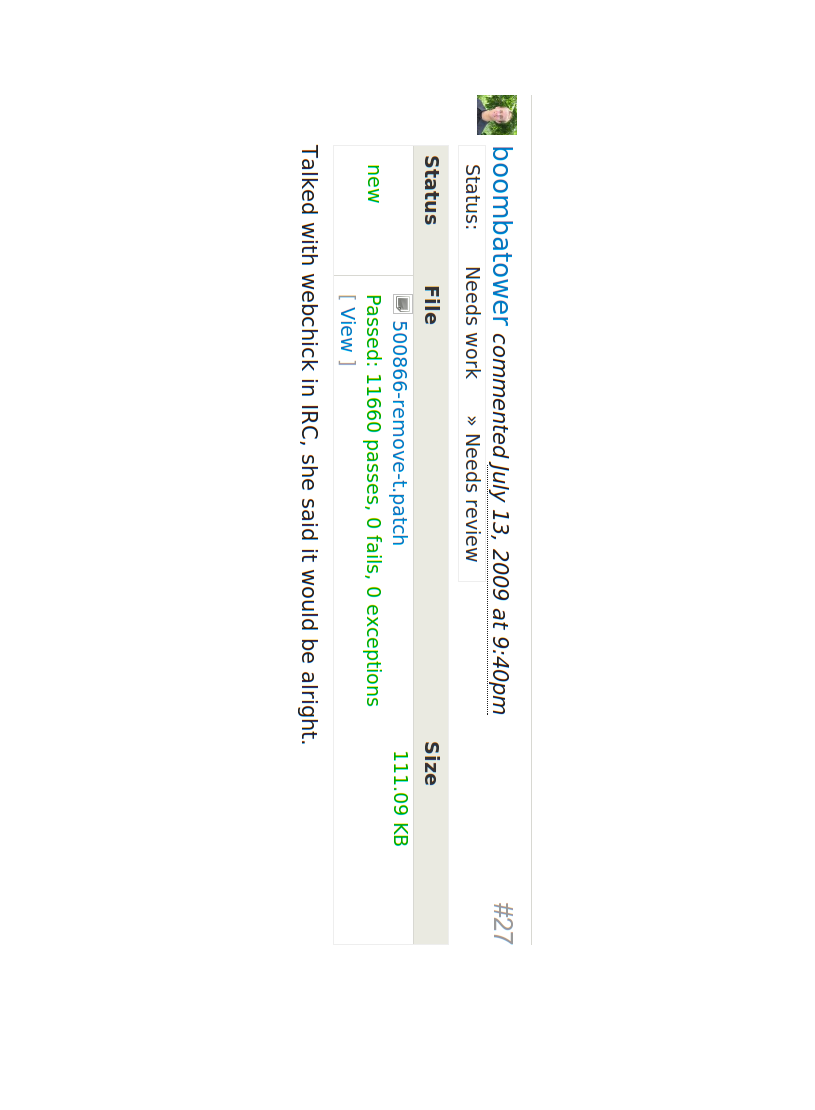 boombatower commented July 13, 2009 at 9:40pm #27
Status: Needs work » Needs review
Status File Size
new 500866-remove-t.patch 111.09 KB
Passed: 11660 passes, 0 fails, 0 exceptions
[ View ]
Talked with webchick in IRC, she said it would be alright.